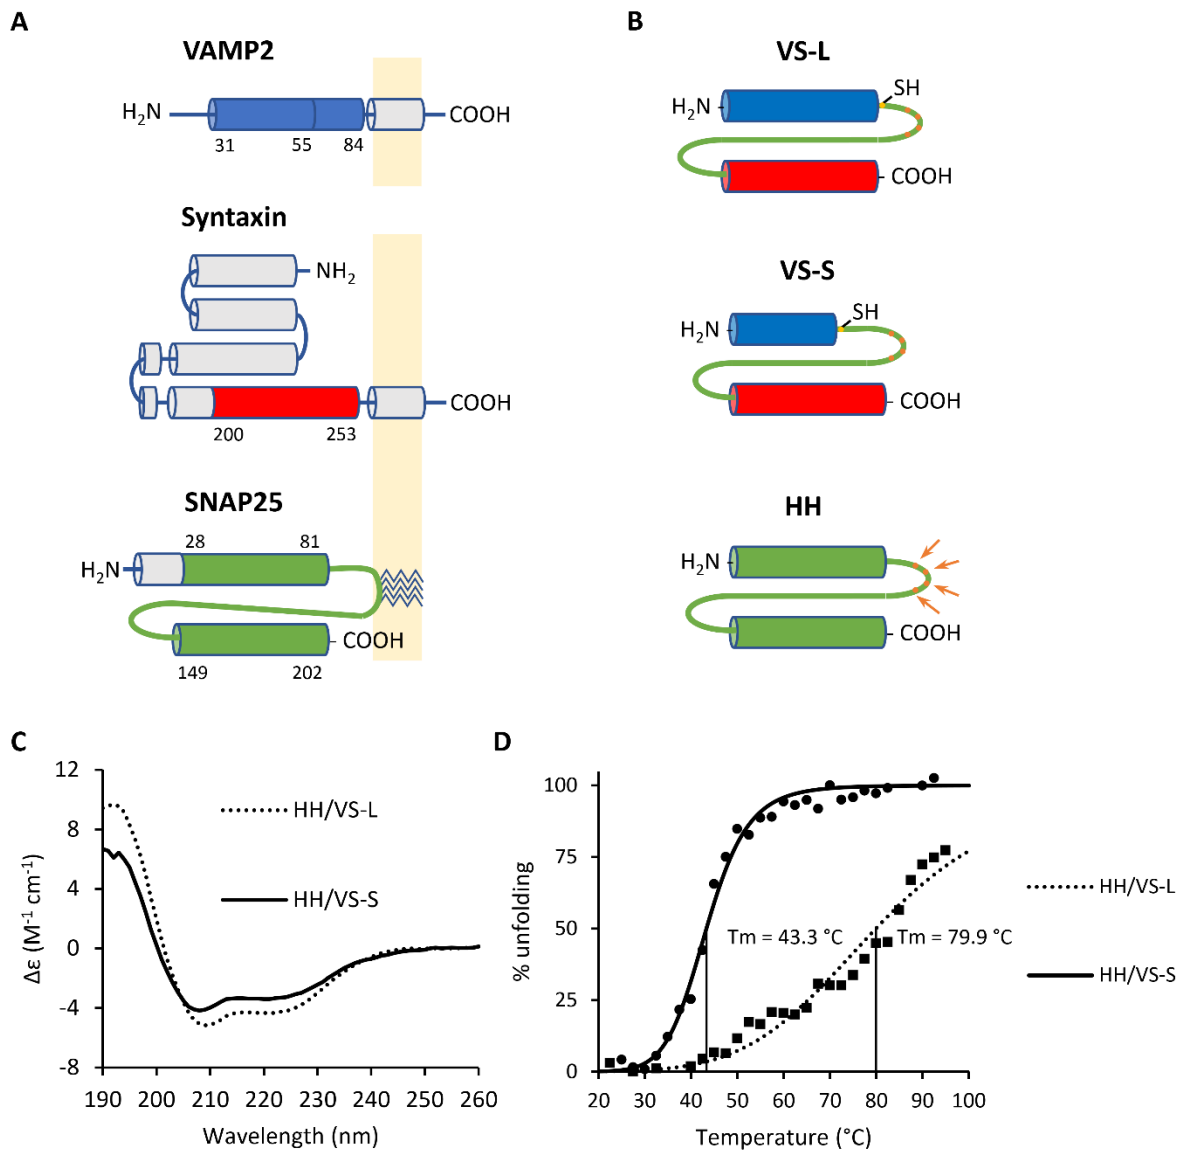 A
VAMP2
H₂N
COOH
31
55
84
Syntaxin
NH₂
COOH
200
253
SNAP25
28
81
H₂N
COOH
149
202
B
VS-L
SH
H₂N
COOH
VS-S
SH
H₂N
COOH
HH
H₂N
COOH
C
12
8
4
0
-4
-8
Δε (M⁻¹ cm⁻¹)
HH/VS-L
HH/VS-S
190 200 210 220 230 240 250 260
Wavelength (nm)
D
100
75
50
25
0
% unfolding
Tm = 43.3 °C
Tm = 79.9 °C
HH/VS-L
HH/VS-S
20 30 40 50 60 70 80 90 100
Temperature (°C)